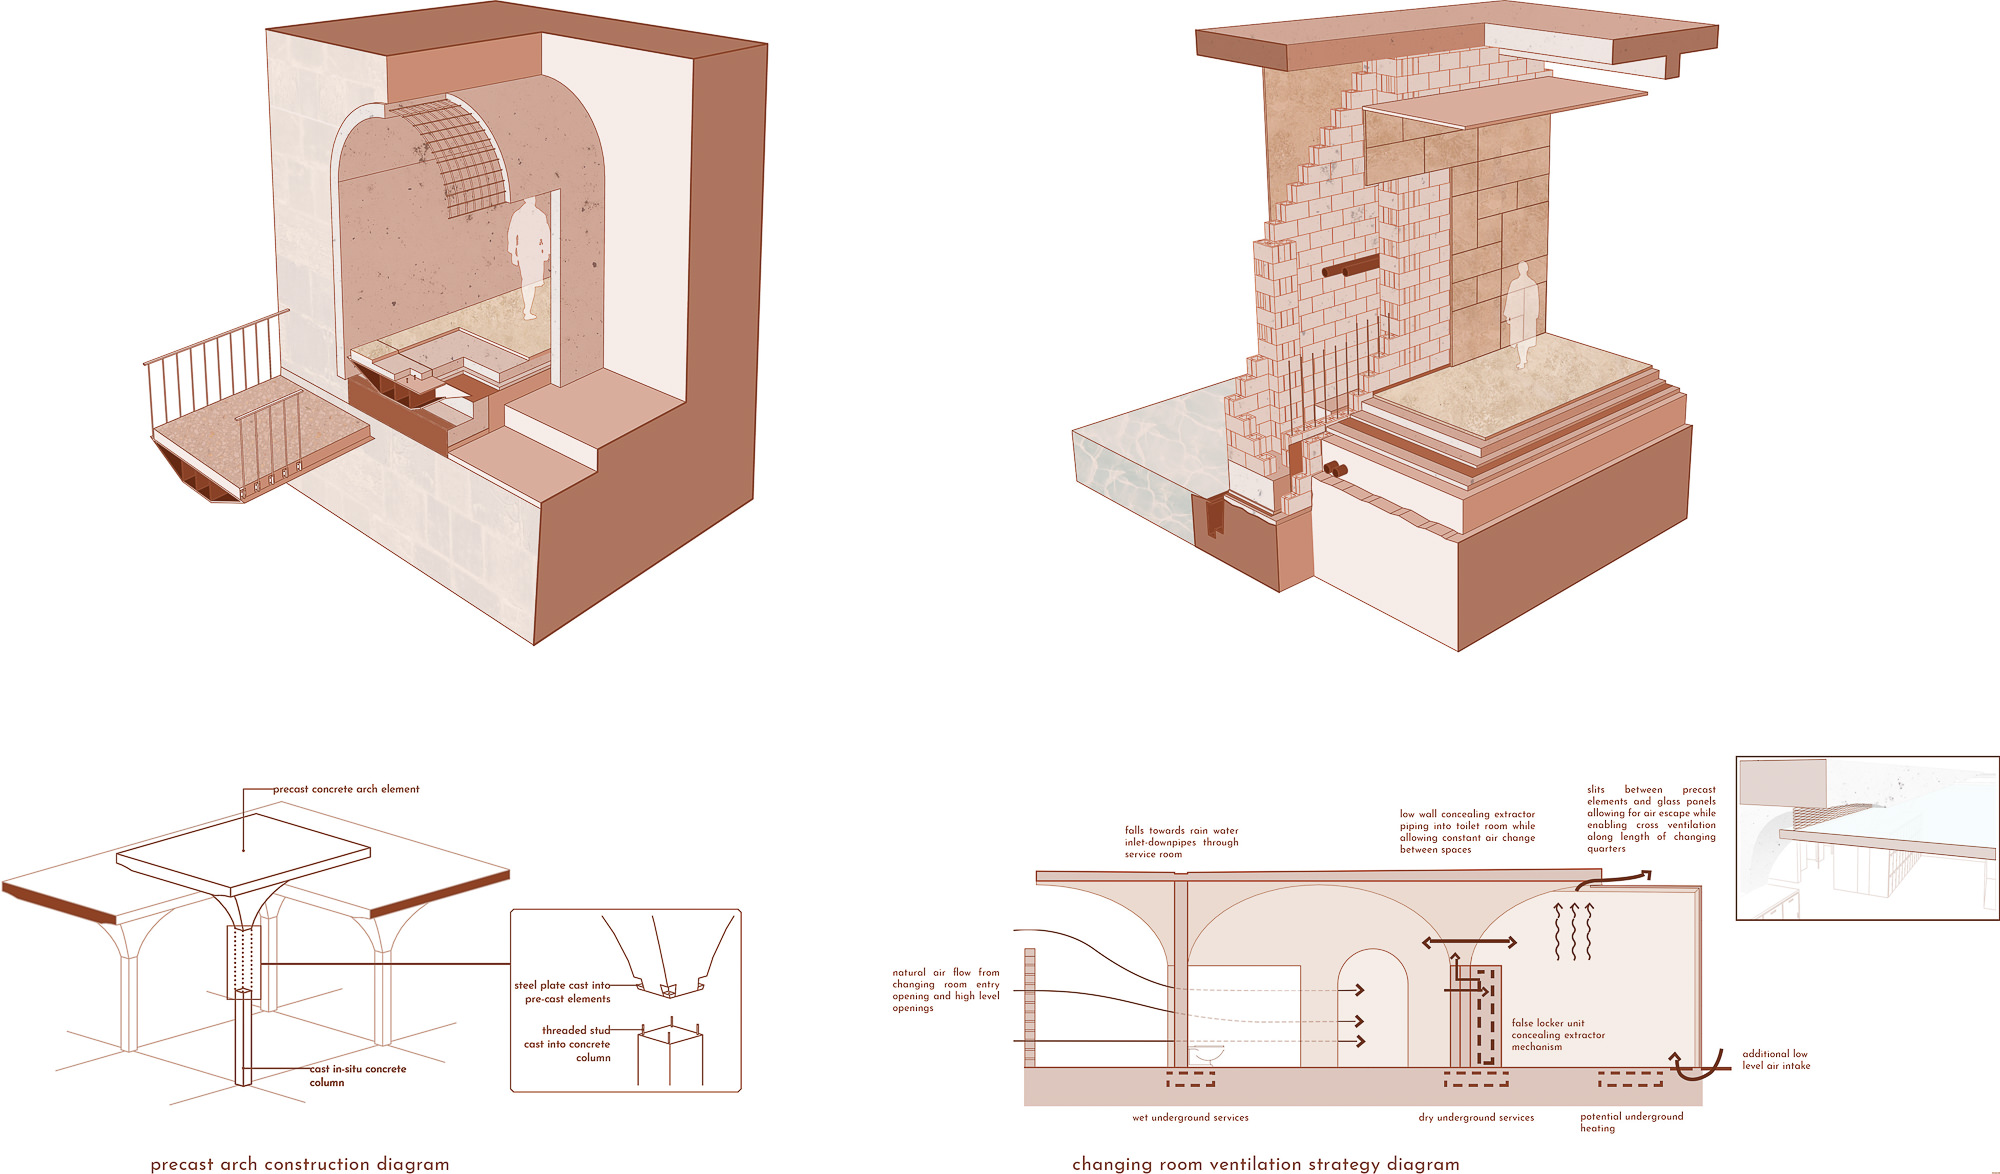 precast concrete arch element
steel plate cast into
pre-cast elements
threaded stud
cast into concrete
column
cast in-situ concrete
column
precast arch construction diagram
falls towards rain water
inlet-downpipes through
service room
low wall concealing extractor
piping into toilet room while
allowing constant air change
between spaces
slits between precast
elements and glass panels
allowing for air escape while
enabling cross ventilation
along length of changing
quarters
natural air flow from
changing room entry
opening and high level
openings
false locker unit
concealing extractor
mechanism
additional low
level air intake
wet underground services
dry underground services
potential underground
heating
changing room ventilation strategy diagram